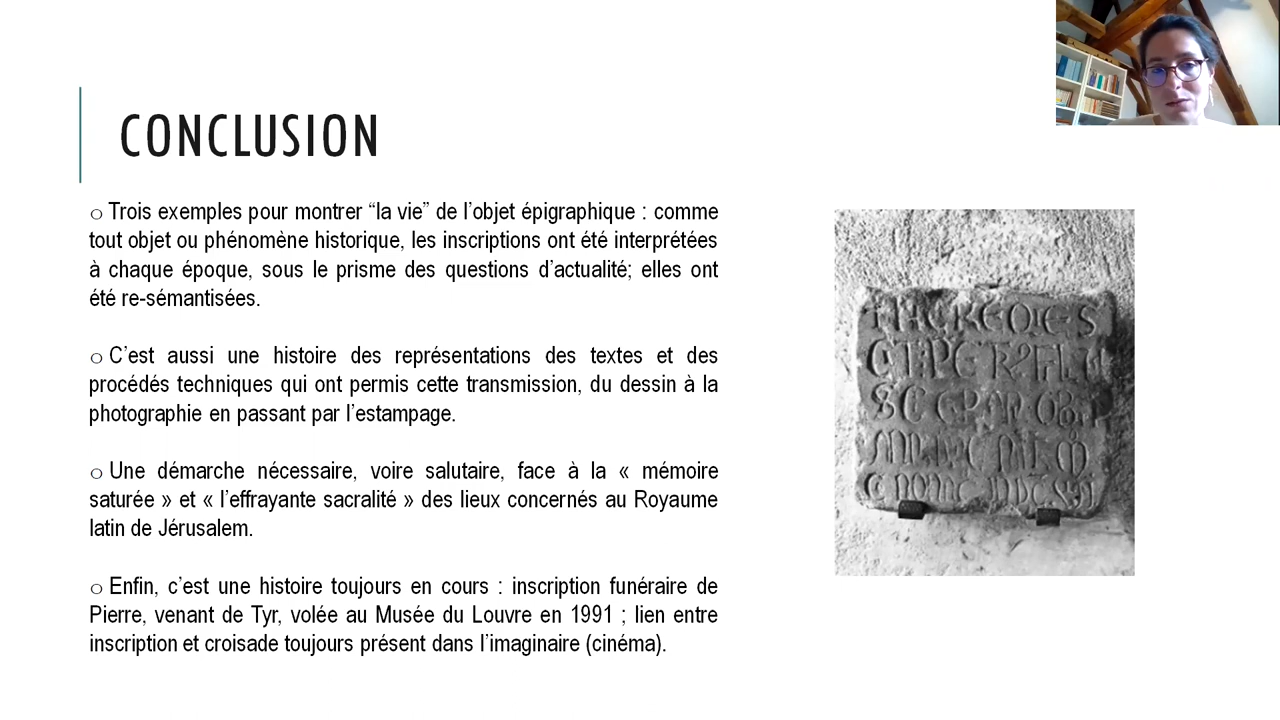 CONCLUSION
o Trois exemples pour montrer “la vie” de l’objet épigraphique : comme
tout objet ou phénomène historique, les inscriptions ont été interprétées
à chaque époque, sous le prisme des questions d’actualité; elles ont
été re-sémantisées.
o C’est aussi une histoire des représentations des textes et des
procédés techniques qui ont permis cette transmission, du dessin à la
photographie en passant par l’estampage.
o Une démarche nécessaire, voire salutaire, face à la « mémoire
saturée » et « l’effrayante sacralité » des lieux concernés au Royaume
latin de Jérusalem.
o Enfin, c’est une histoire toujours en cours : inscription funéraire de
Pierre, venant de Tyr, volée au Musée du Louvre en 1991 ; lien entre
inscription et croisade toujours présent dans l’imaginaire (cinéma).